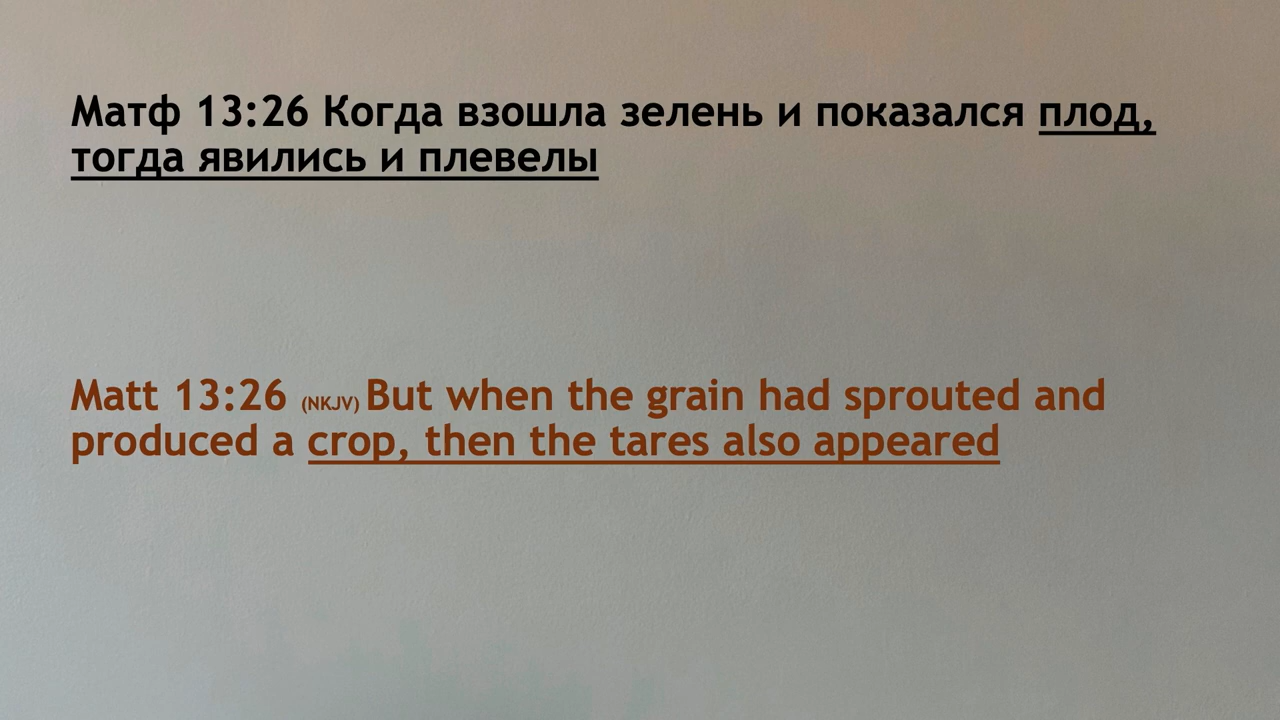 Матф 13:26 Когда взошла зелень и показался плод,
тогда явились и плевелы
Matt 13:26 (NKJV) But when the grain had sprouted and
produced a crop, then the tares also appeared